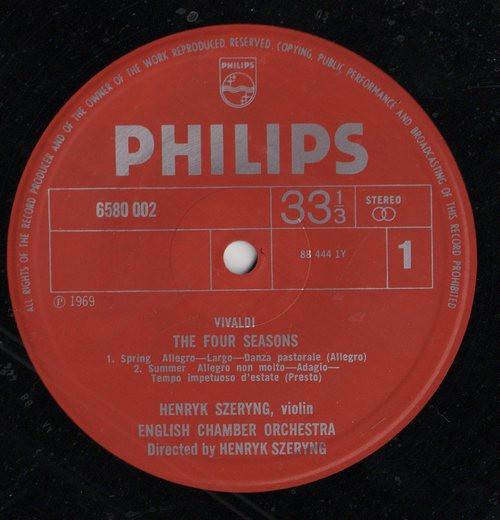 ALL RIGHTS OF THE RECORD PRODUCER AND OF THE OWNER OF THE WORK REPRODUCED RESERVED. COPYING, PUBLIC PERFORMANCE AND BROADCASTING OF THIS RECORD PROHIBITED
PHILIPS
PHILIPS
6580 002
33 1/3
STEREO
88 444 1Y
1
Ⓟ 1969
VIVALDI
THE FOUR SEASONS
1. Spring Allegro—Largo—Danza pastorale (Allegro)
2. Summer Allegro non molto—Adagio—
Tempo impetuoso d'estate (Presto)
HENRYK SZERYNG, violin
ENGLISH CHAMBER ORCHESTRA
Directed by HENRYK SZERYNG